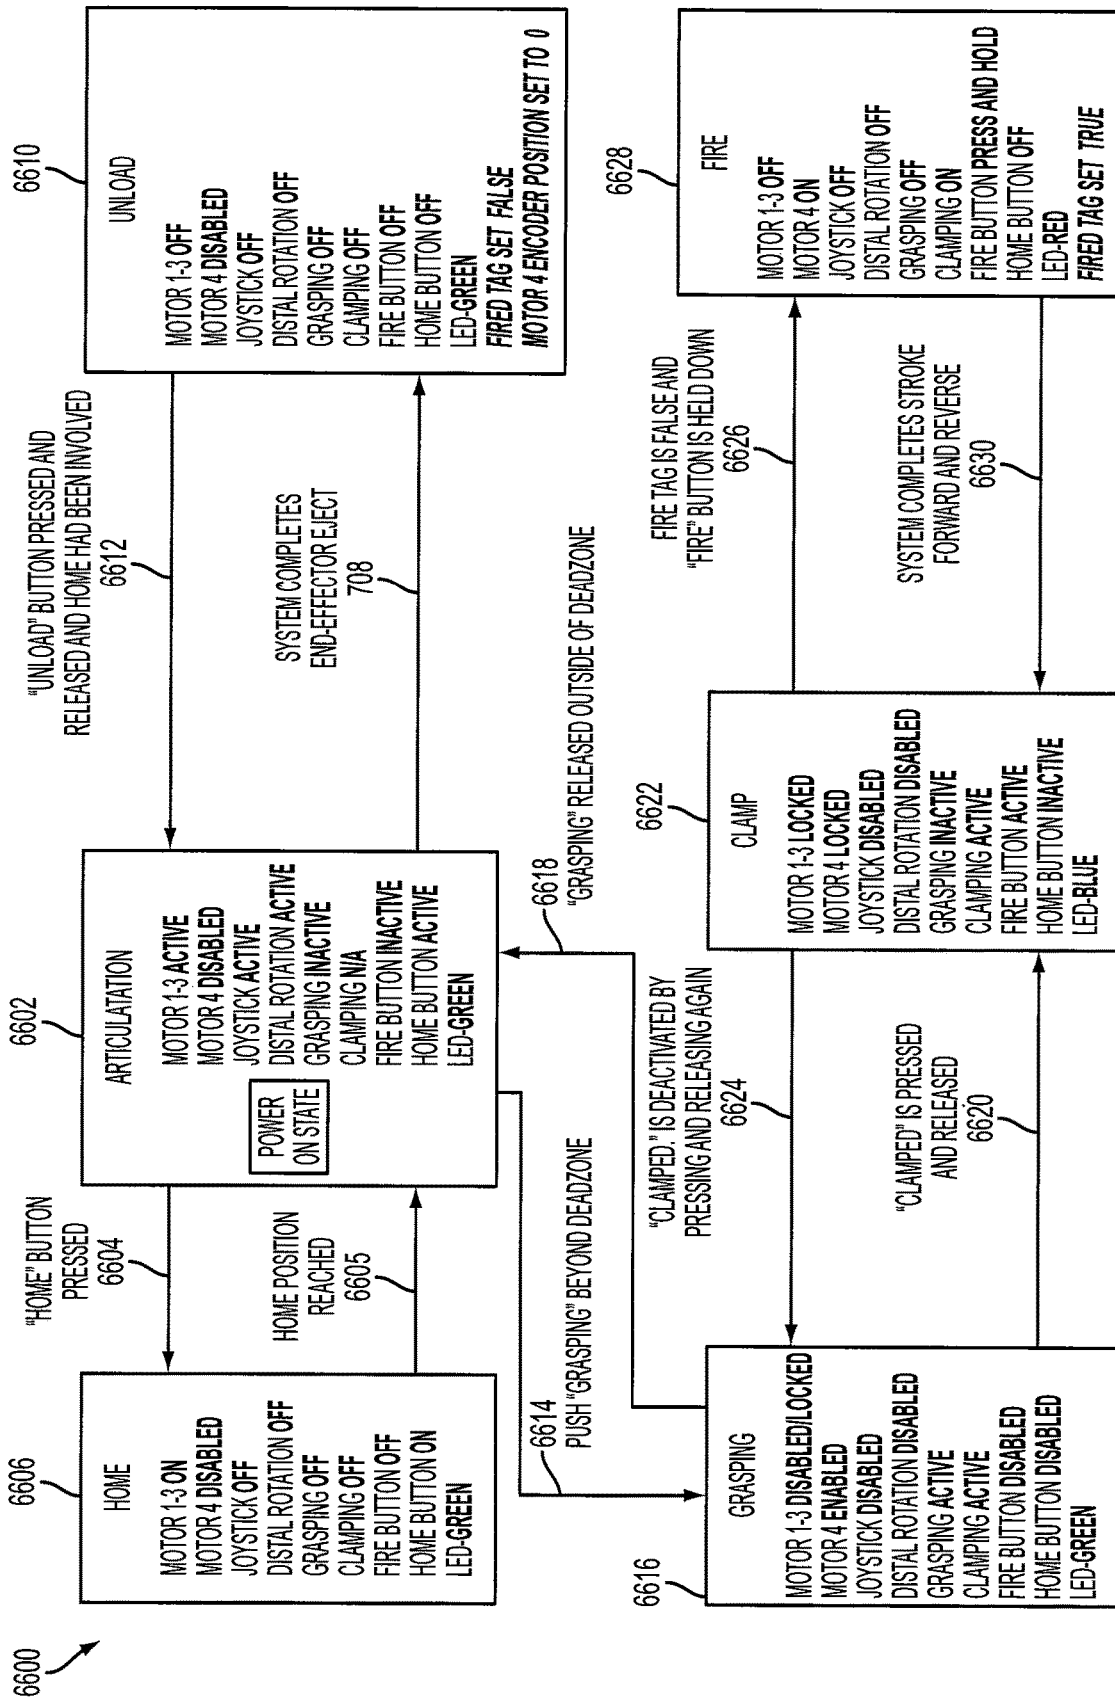 6600
6606
HOME
MOTOR 1-3 ON
MOTOR 4 DISABLED
JOYSTICK OFF
DISTAL ROTATION OFF
GRASPING OFF
CLAMPING OFF
FIRE BUTTON OFF
HOME BUTTON ON
LED-GREEN
"HOME" BUTTON
PRESSED
6604
HOME POSITION
REACHED
6605
6602
ARTICULATATION
POWER
ON STATE
MOTOR 1-3 ACTIVE
MOTOR 4 DISABLED
JOYSTICK ACTIVE
DISTAL ROTATION ACTIVE
GRASPING INACTIVE
CLAMPING N/A
FIRE BUTTON INACTIVE
HOME BUTTON ACTIVE
LED-GREEN
"UNLOAD" BUTTON PRESSED AND
RELEASED AND HOME HAD BEEN INVOLVED
6612
SYSTEM COMPLETES
END-EFFECTOR EJECT
708
6610
UNLOAD
MOTOR 1-3 OFF
MOTOR 4 DISABLED
JOYSTICK OFF
DISTAL ROTATION OFF
GRASPING OFF
CLAMPING OFF
FIRE BUTTON OFF
HOME BUTTON OFF
LED-GREEN
FIRED TAG SET FALSE
MOTOR 4 ENCODER POSITION SET TO 0
6614
PUSH "GRASPING" BEYOND DEADZONE
6618
"GRASPING" RELEASED OUTSIDE OF DEADZONE
6616
GRASPING
MOTOR 1-3 DISABLED/LOCKED
MOTOR 4 ENABLED
JOYSTICK DISABLED
DISTAL ROTATION DISABLED
GRASPING ACTIVE
CLAMPING ACTIVE
FIRE BUTTON DISABLED
HOME BUTTON DISABLED
LED-GREEN
"CLAMPED." IS DEACTIVATED BY
PRESSING AND RELEASING AGAIN
6624
"CLAMPED" IS PRESSED
AND RELEASED
6620
6622
CLAMP
MOTOR 1-3 LOCKED
MOTOR 4 LOCKED
JOYSTICK DISABLED
DISTAL ROTATION DISABLED
GRASPING INACTIVE
CLAMPING ACTIVE
FIRE BUTTON ACTIVE
HOME BUTTON INACTIVE
LED-BLUE
FIRE TAG IS FALSE AND
"FIRE" BUTTON IS HELD DOWN
6626
SYSTEM COMPLETES STROKE
FORWARD AND REVERSE
6630
6628
FIRE
MOTOR 1-3 OFF
MOTOR 4 ON
JOYSTICK OFF
DISTAL ROTATION OFF
GRASPING OFF
CLAMPING ON
FIRE BUTTON PRESS AND HOLD
HOME BUTTON OFF
LED-RED
FIRED TAG SET TRUE